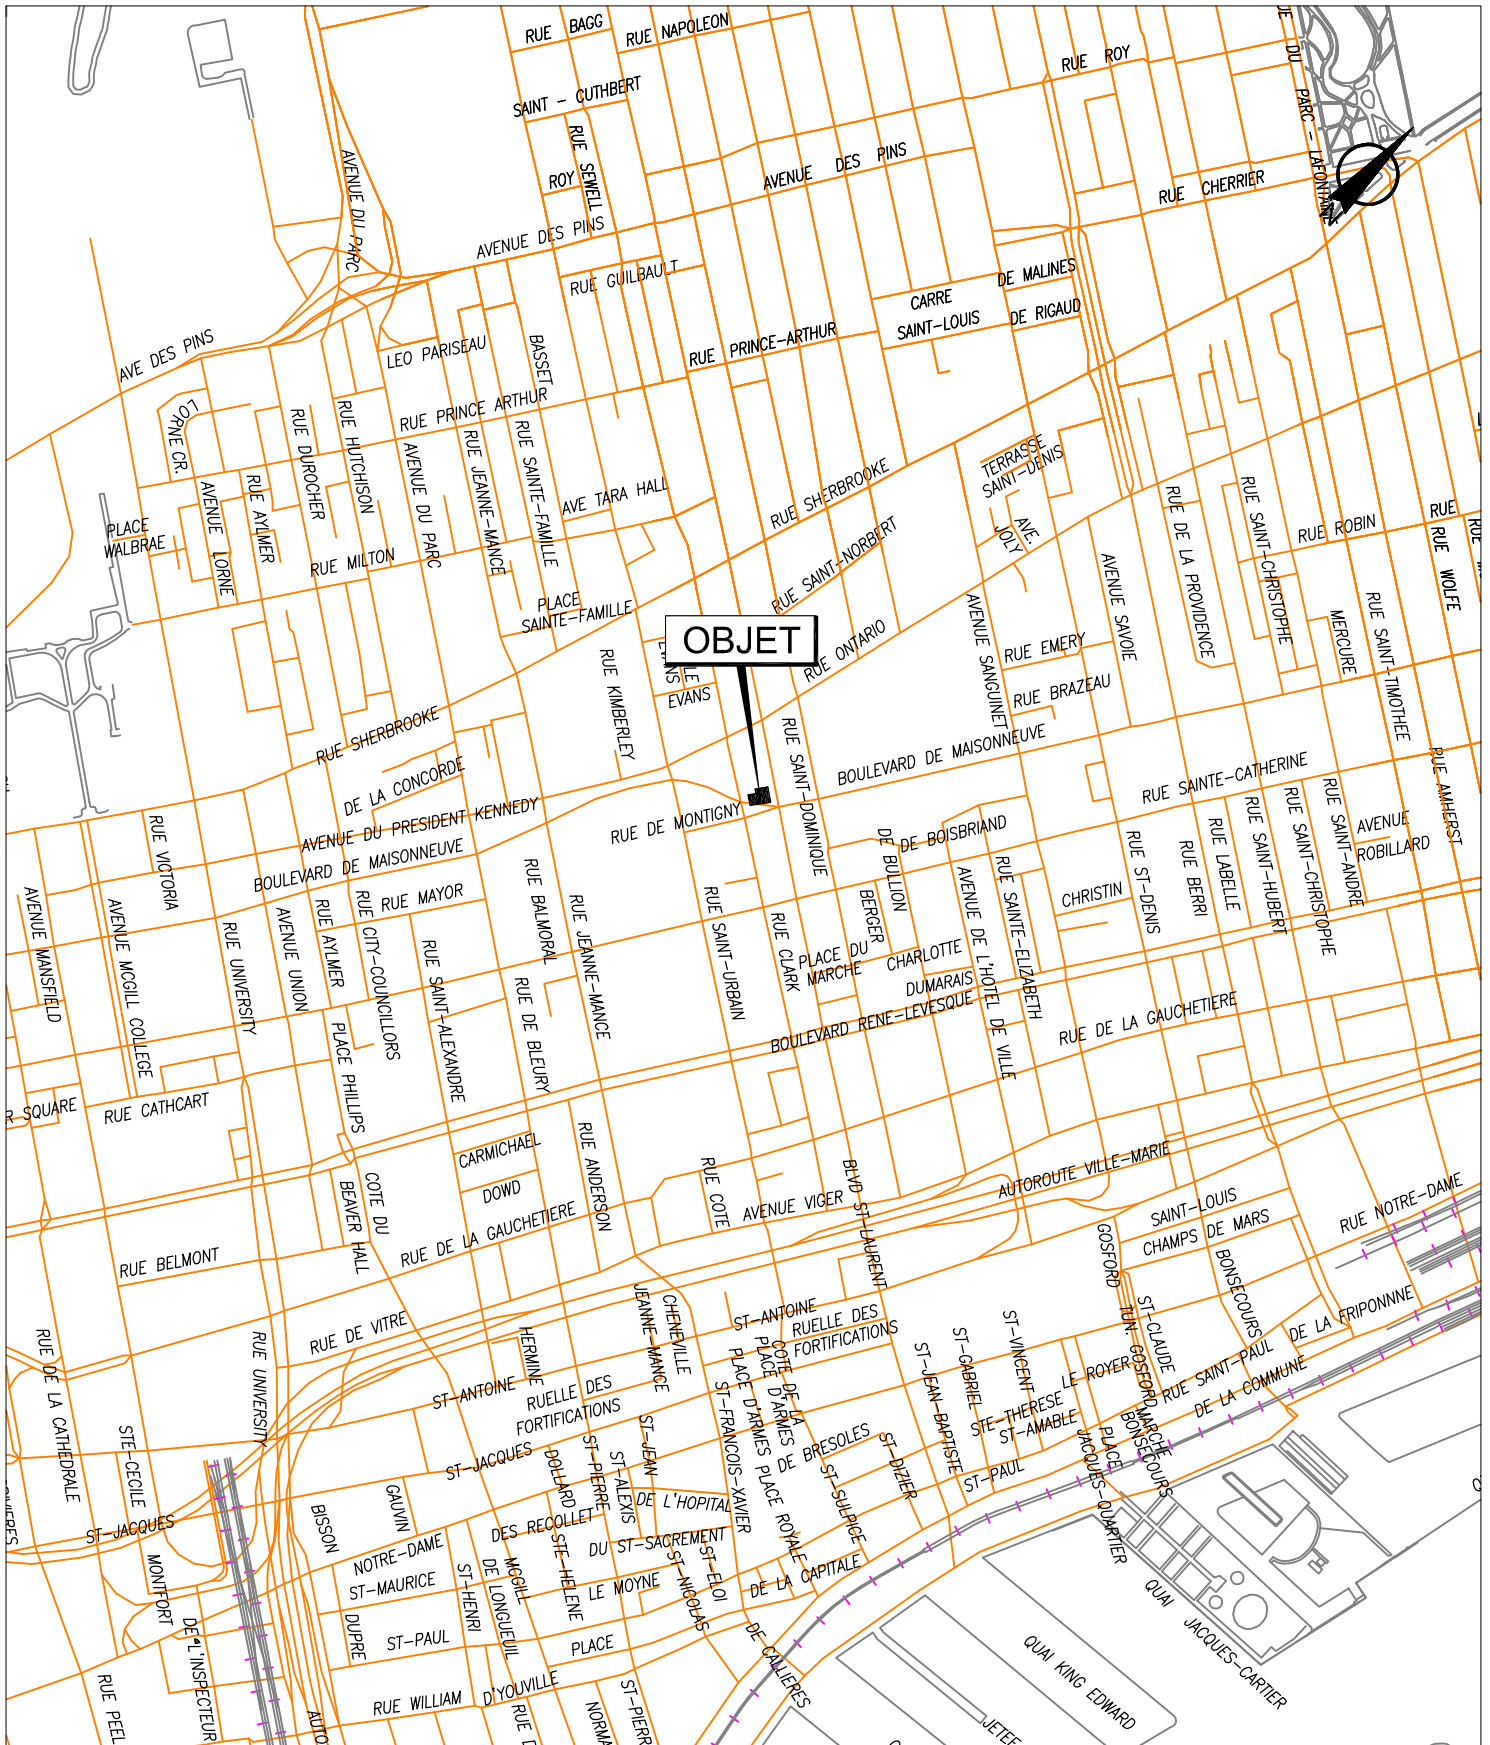 RUE BAGG
RUE NAPOLEON
RUE ROY
SAINT - CUTHBERT
RUE SEWELL
ROY
AVENUE DES PINS
RUE CHERRIER
DU PARC - LAFONTAINE
N
AVENUE DU PARC
AVENUE DES PINS
RUE GUILBAULT
DE MALINES
CARRE
SAINT-LOUIS
DE RIGAUD
RUE PRINCE-ARTHUR
AVE DES PINS
LEO PARISEAU
BASSET
LORNE CR.
RUE DUROCHER
RUE HUTCHISON
RUE PRINCE ARTHUR
AVENUE DU PARC
RUE JEANNE-MANCE
RUE SAINTE-FAMILLE
AVE TARA HALL
RUE SHERBROOKE
TERRASSE
SAINT-DENIS
AVE.
JOLY
PLACE
WALBRAE
AVENUE LORNE
RUE AYLMER
RUE MILTON
PLACE
SAINTE-FAMILLE
RUE SAINT-NORBERT
RUE ONTARIO
RUE DE LA PROVIDENCE
RUE SAINT-CHRISTOPHE
RUE ROBIN
RUE
RUE WOLFE
AVENUE SAVOIE
AVENUE SANGUINET
RUE EMERY
RUE BRAZEAU
MERCURE
RUE SAINT-TIMOTHEE
OBJET
EVANS
RUE KIMBERLEY
RUE SHERBROOKE
DE LA CONCORDE
AVENUE DU PRESIDENT KENNEDY
BOULEVARD DE MAISONNEUVE
RUE DE MONTIGNY
RUE SAINT-DOMINIQUE
BOULEVARD DE MAISONNEUVE
RUE SAINTE-CATHERINE
RUE AMHERST
RUE VICTORIA
RUE MAYOR
RUE BALMORAL
DE BULLION
DE BOISBRIAND
RUE ST-DENIS
RUE BERRI
RUE LABELLE
RUE SAINT-HUBERT
RUE SAINT-CHRISTOPHE
RUE SAINT-ANDRE
AVENUE
ROBILLARD
AVENUE MANSFIELD
AVENUE MCGILL COLLEGE
RUE UNIVERSITY
AVENUE UNION
RUE AYLMER
RUE CITY-COUNCILLORS
RUE SAINT-ALEXANDRE
RUE DE BLEURY
RUE JEANNE-MANCE
RUE SAINT-URBAIN
RUE CLARK
BERGER
PLACE DU
MARCHE
CHARLOTTE
DUMARAIS
AVENUE DE L'HOTEL DE VILLE
RUE SAINTE-ELIZABETH
CHRISTIN
BOULEVARD RENE-LEVESQUE
RUE DE LA GAUCHETIERE
SQUARE
RUE CATHCART
PLACE PHILLIPS
CARMICHAEL
DOWD
RUE ANDERSON
RUE COTE
AVENUE VIGER
BLVD ST-LAURENT
AUTOROUTE VILLE-MARIE
COTE DU
BEAVER HALL
RUE DE LA GAUCHETIERE
RUE BELMONT
SAINT-LOUIS
CHAMPS DE MARS
RUE NOTRE-DAME
GOSFORD
BONSECOURS
RUE DE VITRE
RUE UNIVERSITY
RUE DE LA CATHEDRALE
STE-CECILE
HERMINE
JEANNE-MANCE
CHENEVILLE
ST-ANTOINE
RUELLE DES
FORTIFICATIONS
ST-ANTOINE
RUELLE DES
FORTIFICATIONS
COTE DE LA
PLACE D'ARMES
PLACE D'ARMES
ST-VINCENT
ST-GABRIEL
ST-JEAN-BAPTISTE
ST-CLAUDE
TUN. GOSFORD
LE ROYER
STE-THERESE
ST-AMABLE
RUE SAINT-PAUL
DE LA FRIPONNNE
DE LA COMMUNE
MARCHE
BONSECOURS
PLACE
JACQUES-QUARTIER
ST-JACQUES
ST-JACQUES
ST-JEAN
ST-FRANCOIS-XAVIER
DE BRESOLES
ST-DIZIER
ST-SULPICE
PLACE ROYALE
ST-PAUL
BISSON
GAUVIN
DOLLARD
ST-PIERRE
ST-ALEXIS
DE L'HOPITAL
DES RECOLLET
DU ST-SACREMENT
STE-HELENE
NOTRE-DAME
ST-MAURICE
ST-HENRI
DE LONGUEUIL
MCGILL
LE MOYNE
ST-NICOLAS
ST-ELOI
DE LA CAPITALE
MONTFORT
DE L'INSPECTEUR
DUPRE
ST-PAUL
PLACE
D'YOUVILLE
DE CALLIERES
RUE WILLIAM
RUE PEEL
QUAI KING EDWARD
QUAI JACQUES-CARTIER